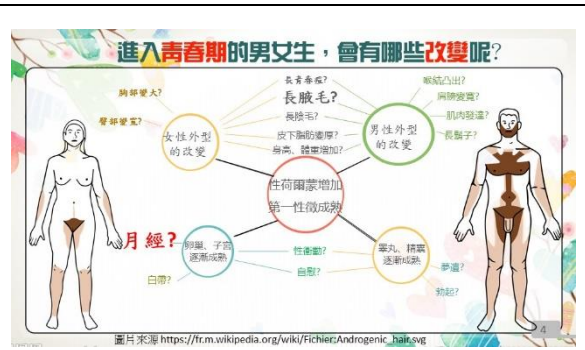 進入青春期的男女生，會有哪些改變呢?
胸部變大?
臀部變寬?
女性外型
的改變
長青春痘?
長腋毛?
長陰毛?
皮下脂肪變厚?
身高、體重增加?
男性外型
的改變
喉結凸出?
肩膀變寬?
肌肉發達?
長鬍子?
性荷爾蒙增加
第一性徵成熟
月經?
白帶?
卵巢、子宮
逐漸成熟
性衝動?
自慰?
睪丸、精囊
逐漸成熟
夢遺?
勃起?
4
圖片來源 https://fr.m.wikipedia.org/wiki/Fichier:Androgenic_hair.svg